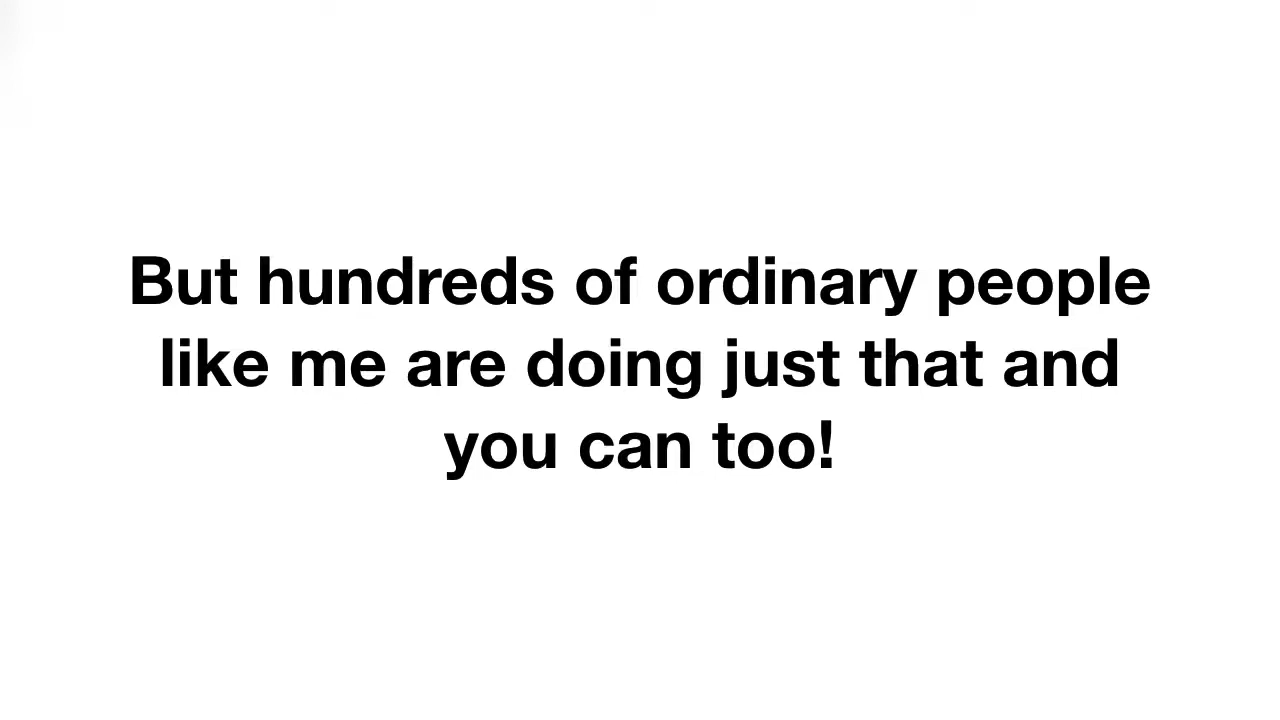 But hundreds of ordinary people
like me are doing just that and
you can too!